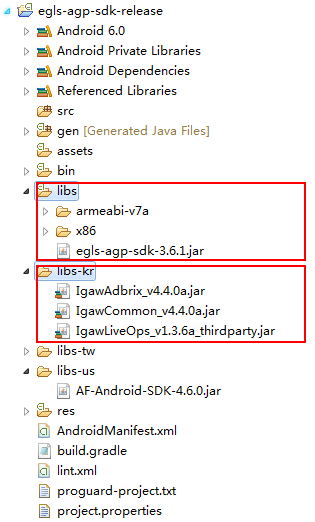 egls-agp-sdk-release
Android 6.0
Android Private Libraries
Android Dependencies
Referenced Libraries
src
gen [Generated Java Files]
assets
bin
libs
armeabi-v7a
x86
egls-agp-sdk-3.6.1.jar
libs-kr
IgawAdbrix_v4.4.0a.jar
IgawCommon_v4.4.0a.jar
IgawLiveOps_v1.3.6a_thirdparty.jar
libs-tw
libs-us
AF-Android-SDK-4.6.0.jar
res
AndroidManifest.xml
build.gradle
lint.xml
proguard-project.txt
project.properties